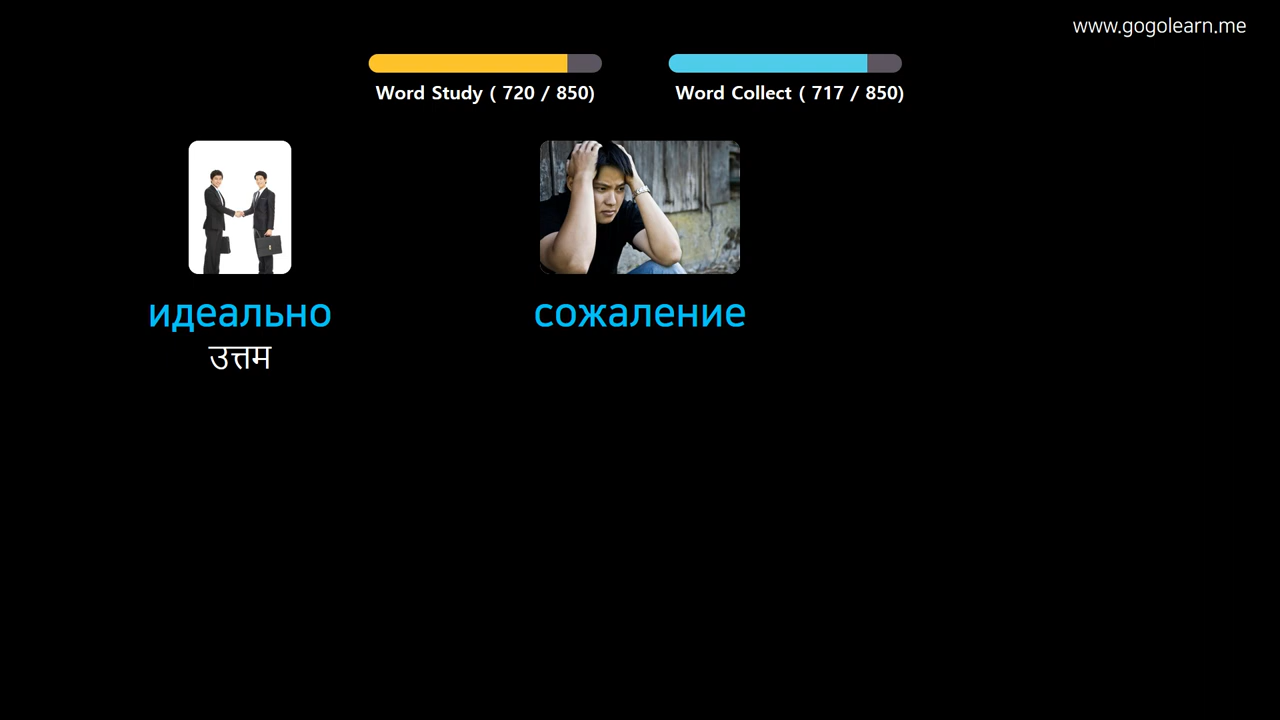 www.gogolearn.me
Word Study ( 720 / 850)
Word Collect ( 717 / 850)
идеально
сожаление
उत्तम